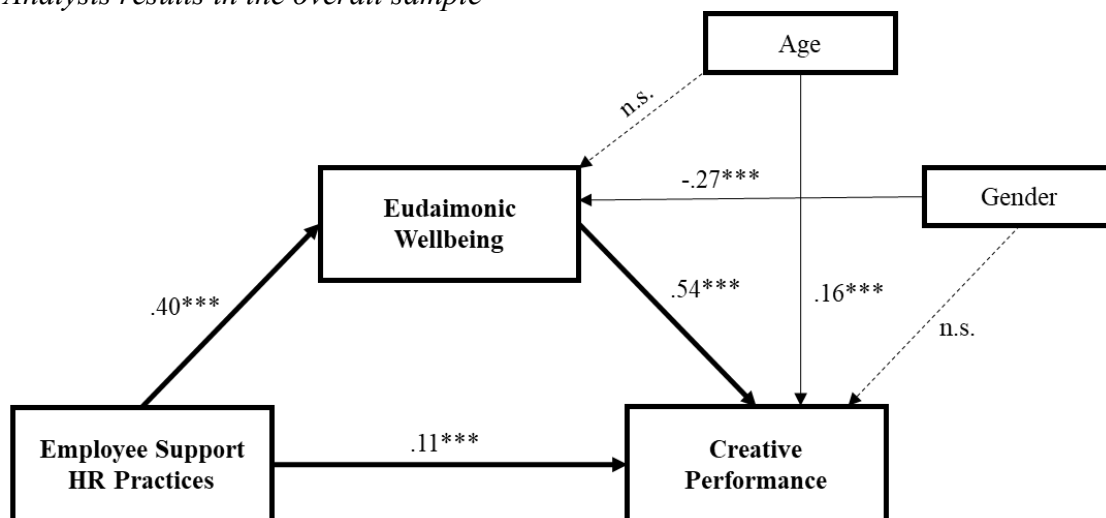 Analysis results in the overall sample
Age
n.s.
-.27***
Gender
Eudaimonic
Wellbeing
.40***
.54***
.16***
n.s.
Employee Support
HR Practices
.11***
Creative
Performance